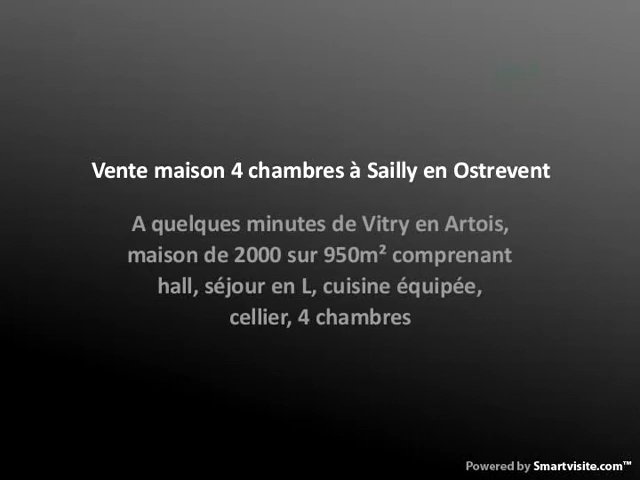 Vente maison 4 chambres à Sailly en Ostrevent
A quelques minutes de Vitry en Artois,
maison de 2000 sur 950m² comprenant
hall, séjour en L, cuisine équipée,
cellier, 4 chambres
Powered by Smartvisite.com™